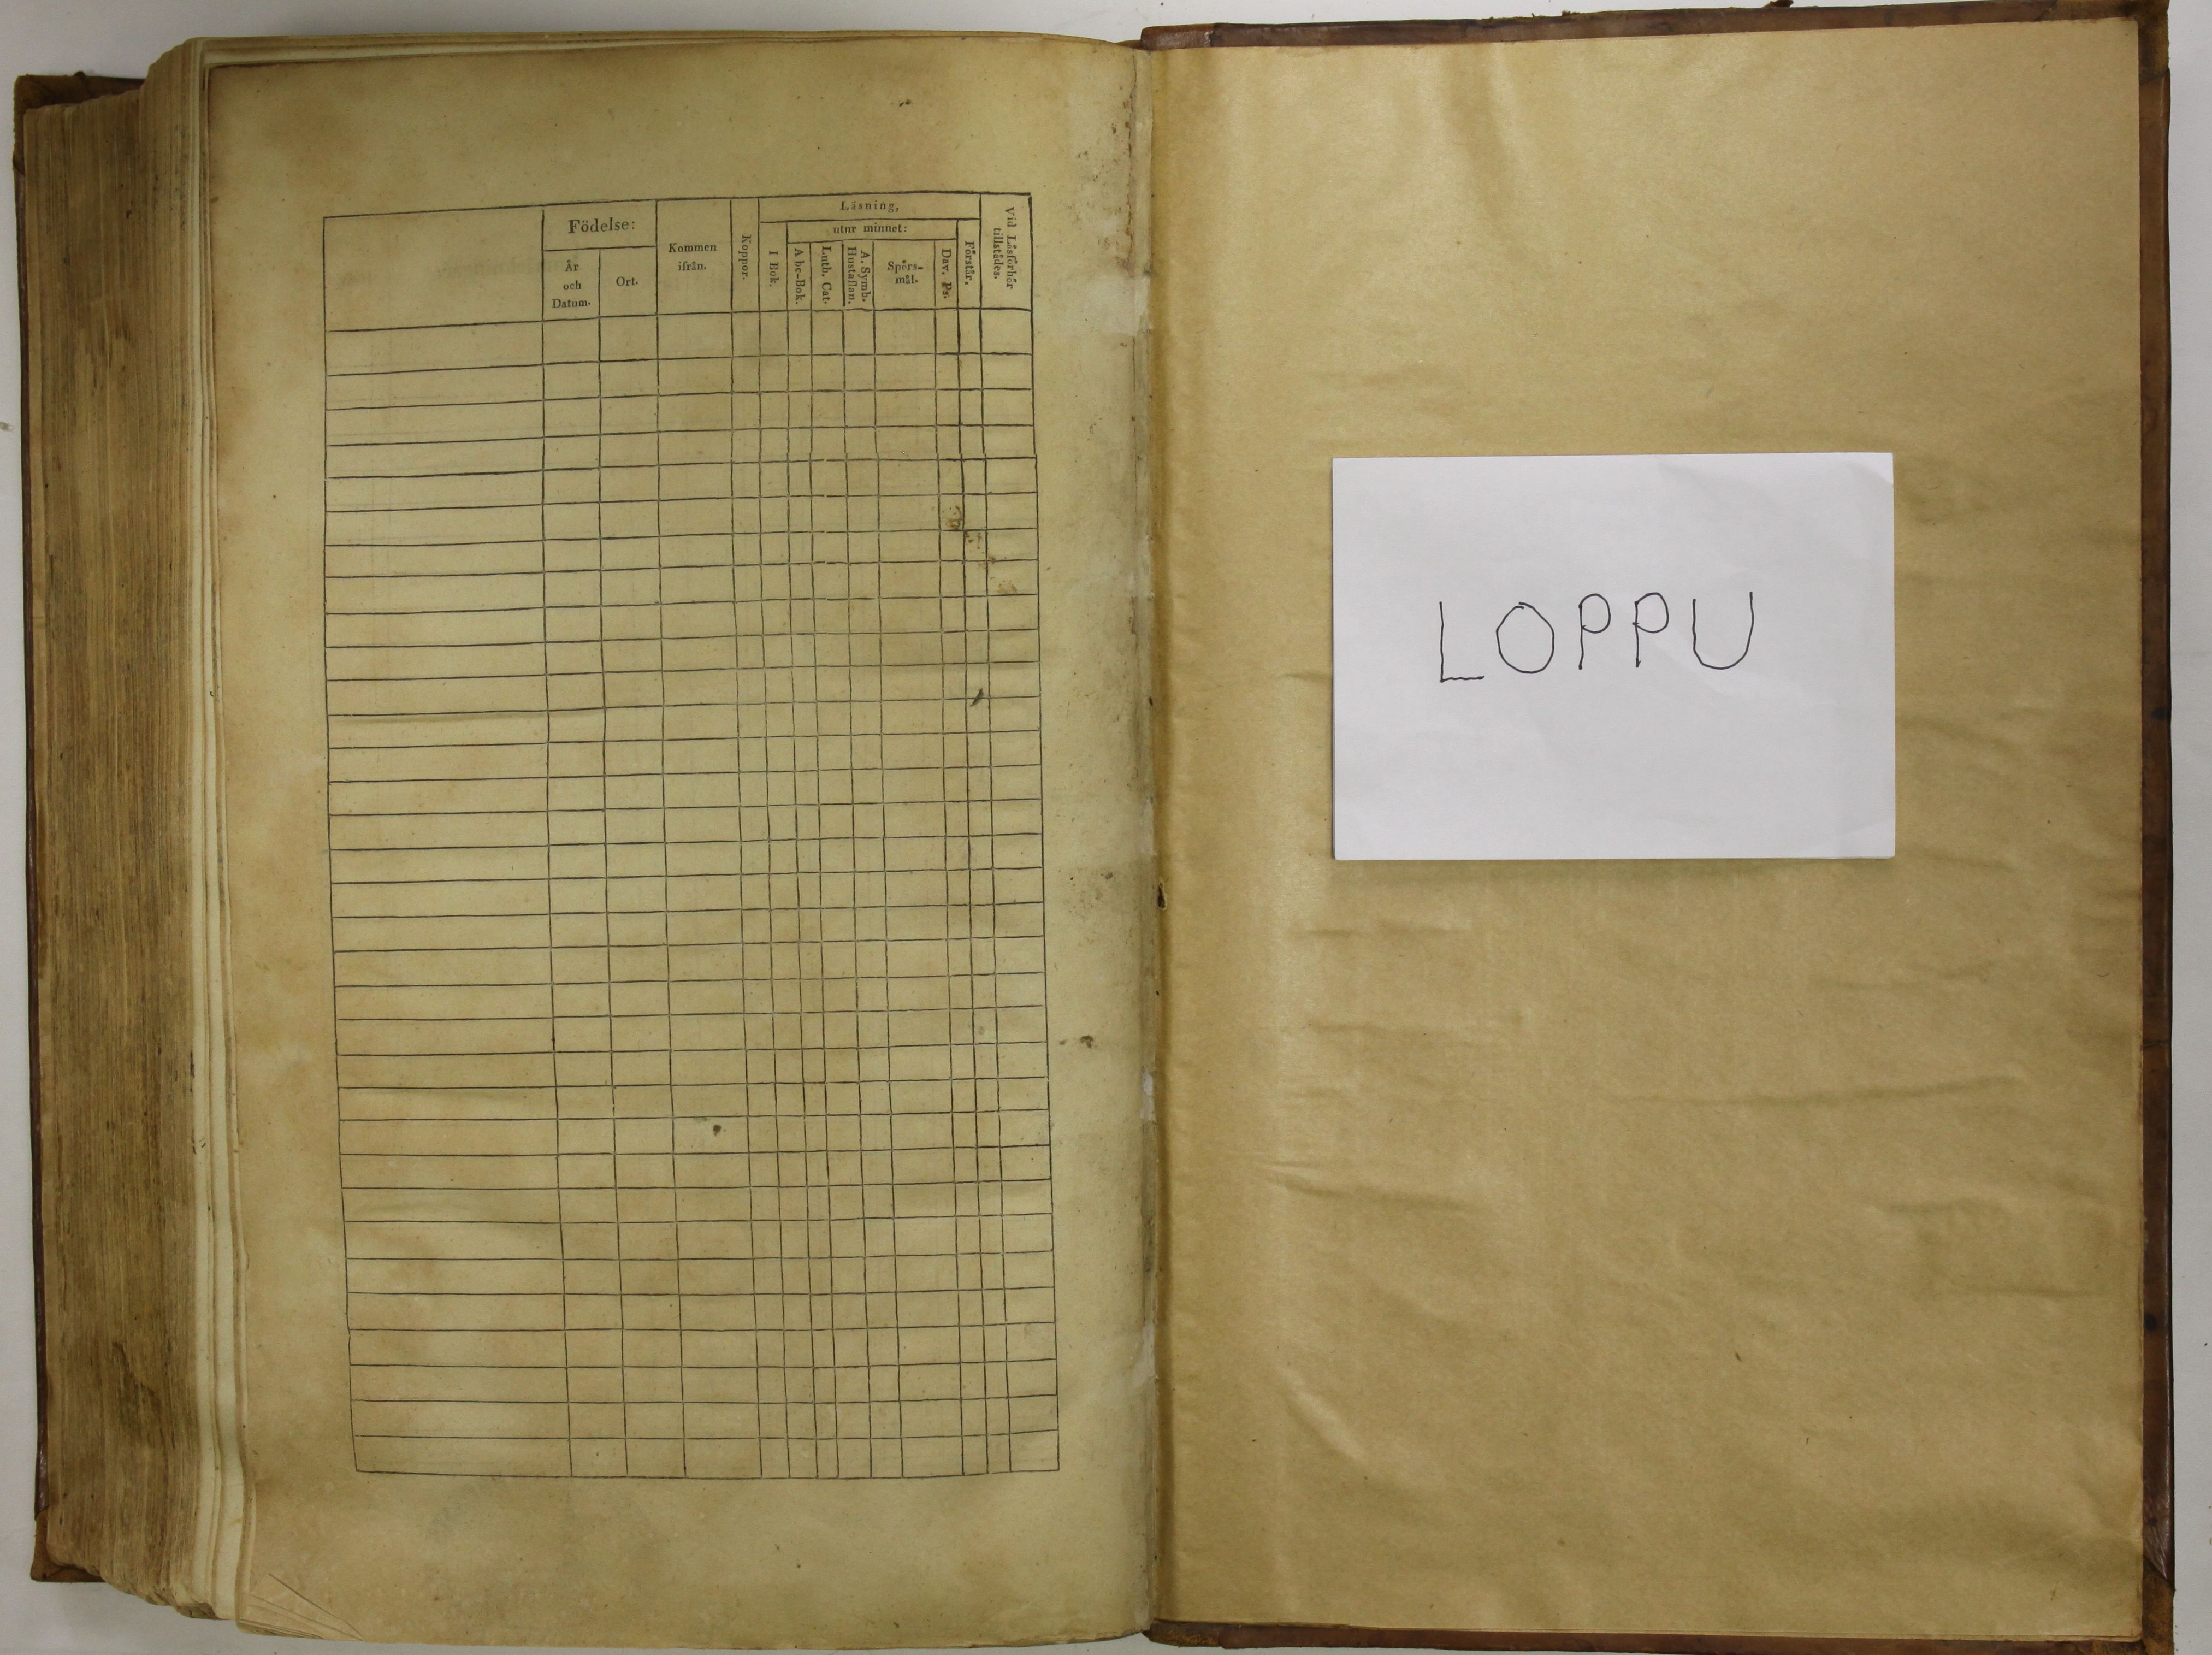 Födelse:
År
och
Datum.
Ort.
Kommen
ifrån.
Koppor.
Läsning,
utur minnet:
I Bok.
Abc-Bok.
Luth. Cat.
A. Symb.
Hustaflan.
Spörs-
mål.
Dav. Ps.
Förstår.
Vid Läsförhör
tillstädes.
LOPPU